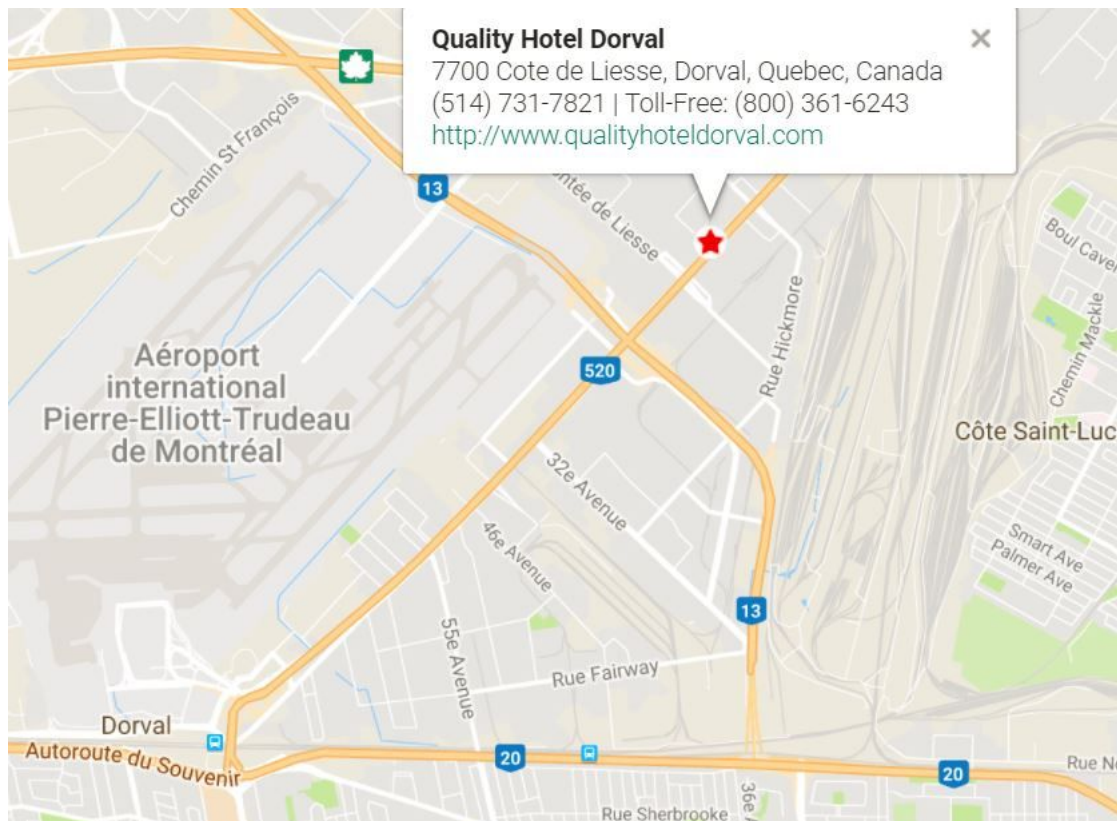 Quality Hotel Dorval
7700 Cote de Liesse, Dorval, Quebec, Canada
(514) 731-7821 | Toll-Free: (800) 361-6243
http://www.qualityhoteldorval.com
Chemin St François
13
ontée de Liesse
Boul Caven
Chemin Mackle
Rue Hickmore
Aéroport
international
Pierre-Elliott-Trudeau
de Montréal
520
Côte Saint-Luc
32e Avenue
46e Avenue
Smart Ave
Palmer Ave
13
55e Avenue
Rue Fairway
Dorval
Autoroute du Souvenir
20
20
Rue No
36e A
Rue Sherbrooke